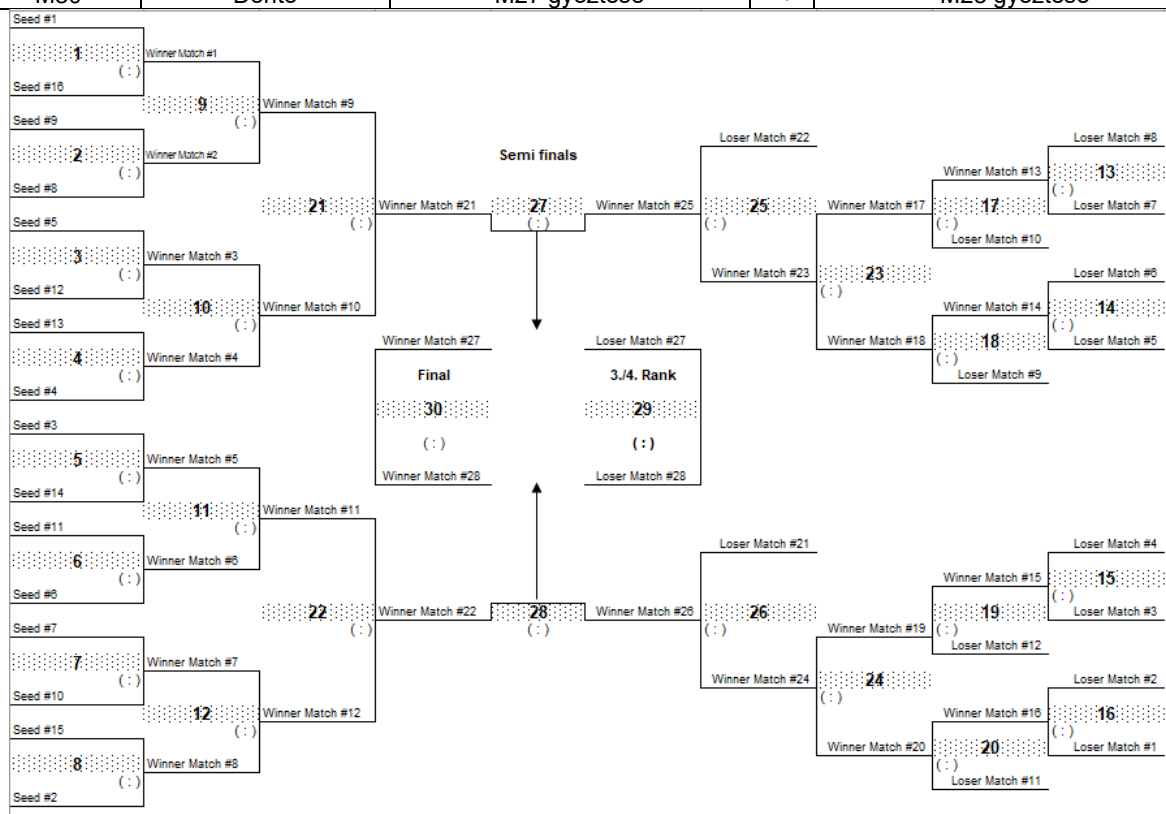 Seed #1
1 Winner Match #1
( : )
Seed #16
9 Winner Match #9
Seed #9
( : )
Loser Match #22 Loser Match #8
2 Winner Match #2 Semi finals
( : ) Winner Match #13 13
Seed #8 ( : )
21 Winner Match #21 27 Winner Match #25 25 Winner Match #17 17 Loser Match #7
Seed #5 ( : ) ( : ) ( : ) ( : )
Loser Match #10
3 Winner Match #3
( : ) Winner Match #23 23 Loser Match #6
Seed #12 ( : )
10 Winner Match #10 Winner Match #14 14
Seed #13 ( : ) ( : )
Winner Match #27 Loser Match #27 Winner Match #18 18 Loser Match #5
4 Winner Match #4 ( : )
( : ) Final 3./4. Rank Loser Match #9
Seed #4
30 29
Seed #3
( : ) ( : )
5 Winner Match #5
( : ) Winner Match #28 Loser Match #28
Seed #14
11 Winner Match #11
Seed #11 ( : )
Loser Match #21 Loser Match #4
6 Winner Match #6
( : ) Winner Match #15 15
Seed #6 ( : )
22 Winner Match #22 28 Winner Match #26 26 19 Loser Match #3
Seed #7 ( : ) ( : ) ( : ) Winner Match #19 ( : )
Loser Match #12
7 Winner Match #7
( : ) Winner Match #24 24 Loser Match #2
Seed #10 ( : )
12 Winner Match #12 Winner Match #16 16
Seed #15 ( : ) ( : )
Winner Match #20 20 Loser Match #1
8 Winner Match #8 ( : )
( : ) Loser Match #11
Seed #2